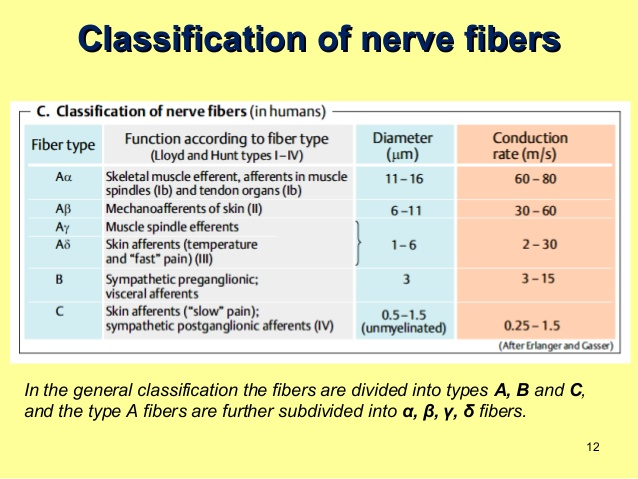 Classification of nerve fibers
C. Classification of nerve fibers (in humans)
Fiber type
Function according to fiber type
(Lloyd and Hunt types I – IV)
Diameter
(µm)
Conduction
rate (m/s)
Aα
Skeletal muscle efferent, afferents in muscle
spindles (Ib) and tendon organs (Ib)
11 – 16
60 – 80
Aβ
Mechanoafferents of skin (II)
6 – 11
30 – 60
Aγ
Muscle spindle efferents
Aδ
Skin afferents (temperature
and “fast” pain) (III)
1 – 6
2 – 30
B
Sympathetic preganglionic;
visceral afferents
3
3 – 15
C
Skin afferents (“slow” pain);
sympathetic postganglionic afferents (IV)
0.5 – 1.5
(unmyelinated)
0.25 – 1.5
(After Erlanger and Gasser)
In the general classification the fibers are divided into types A, B and C,
and the type A fibers are further subdivided into α, β, γ, δ fibers.
12